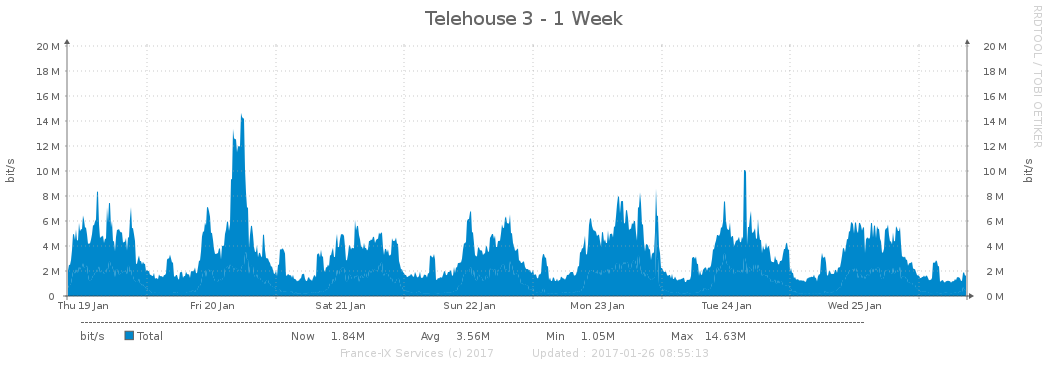 Telehouse 3 - 1 Week
RRDTOOL / TOBI OETIKER
bit/s
bit/s
20 M 20 M
18 M 18 M
16 M 16 M
14 M 14 M
12 M 12 M
10 M 10 M
8 M 8 M
6 M 6 M
4 M 4 M
2 M 2 M
0 0 M
Thu 19 Jan Fri 20 Jan Sat 21 Jan Sun 22 Jan Mon 23 Jan Tue 24 Jan Wed 25 Jan
bit/s Total Now 1.84M Avg 3.56M Min 1.05M Max 14.63M
France-IX Services (c) 2017 Updated : 2017-01-26 08:55:13